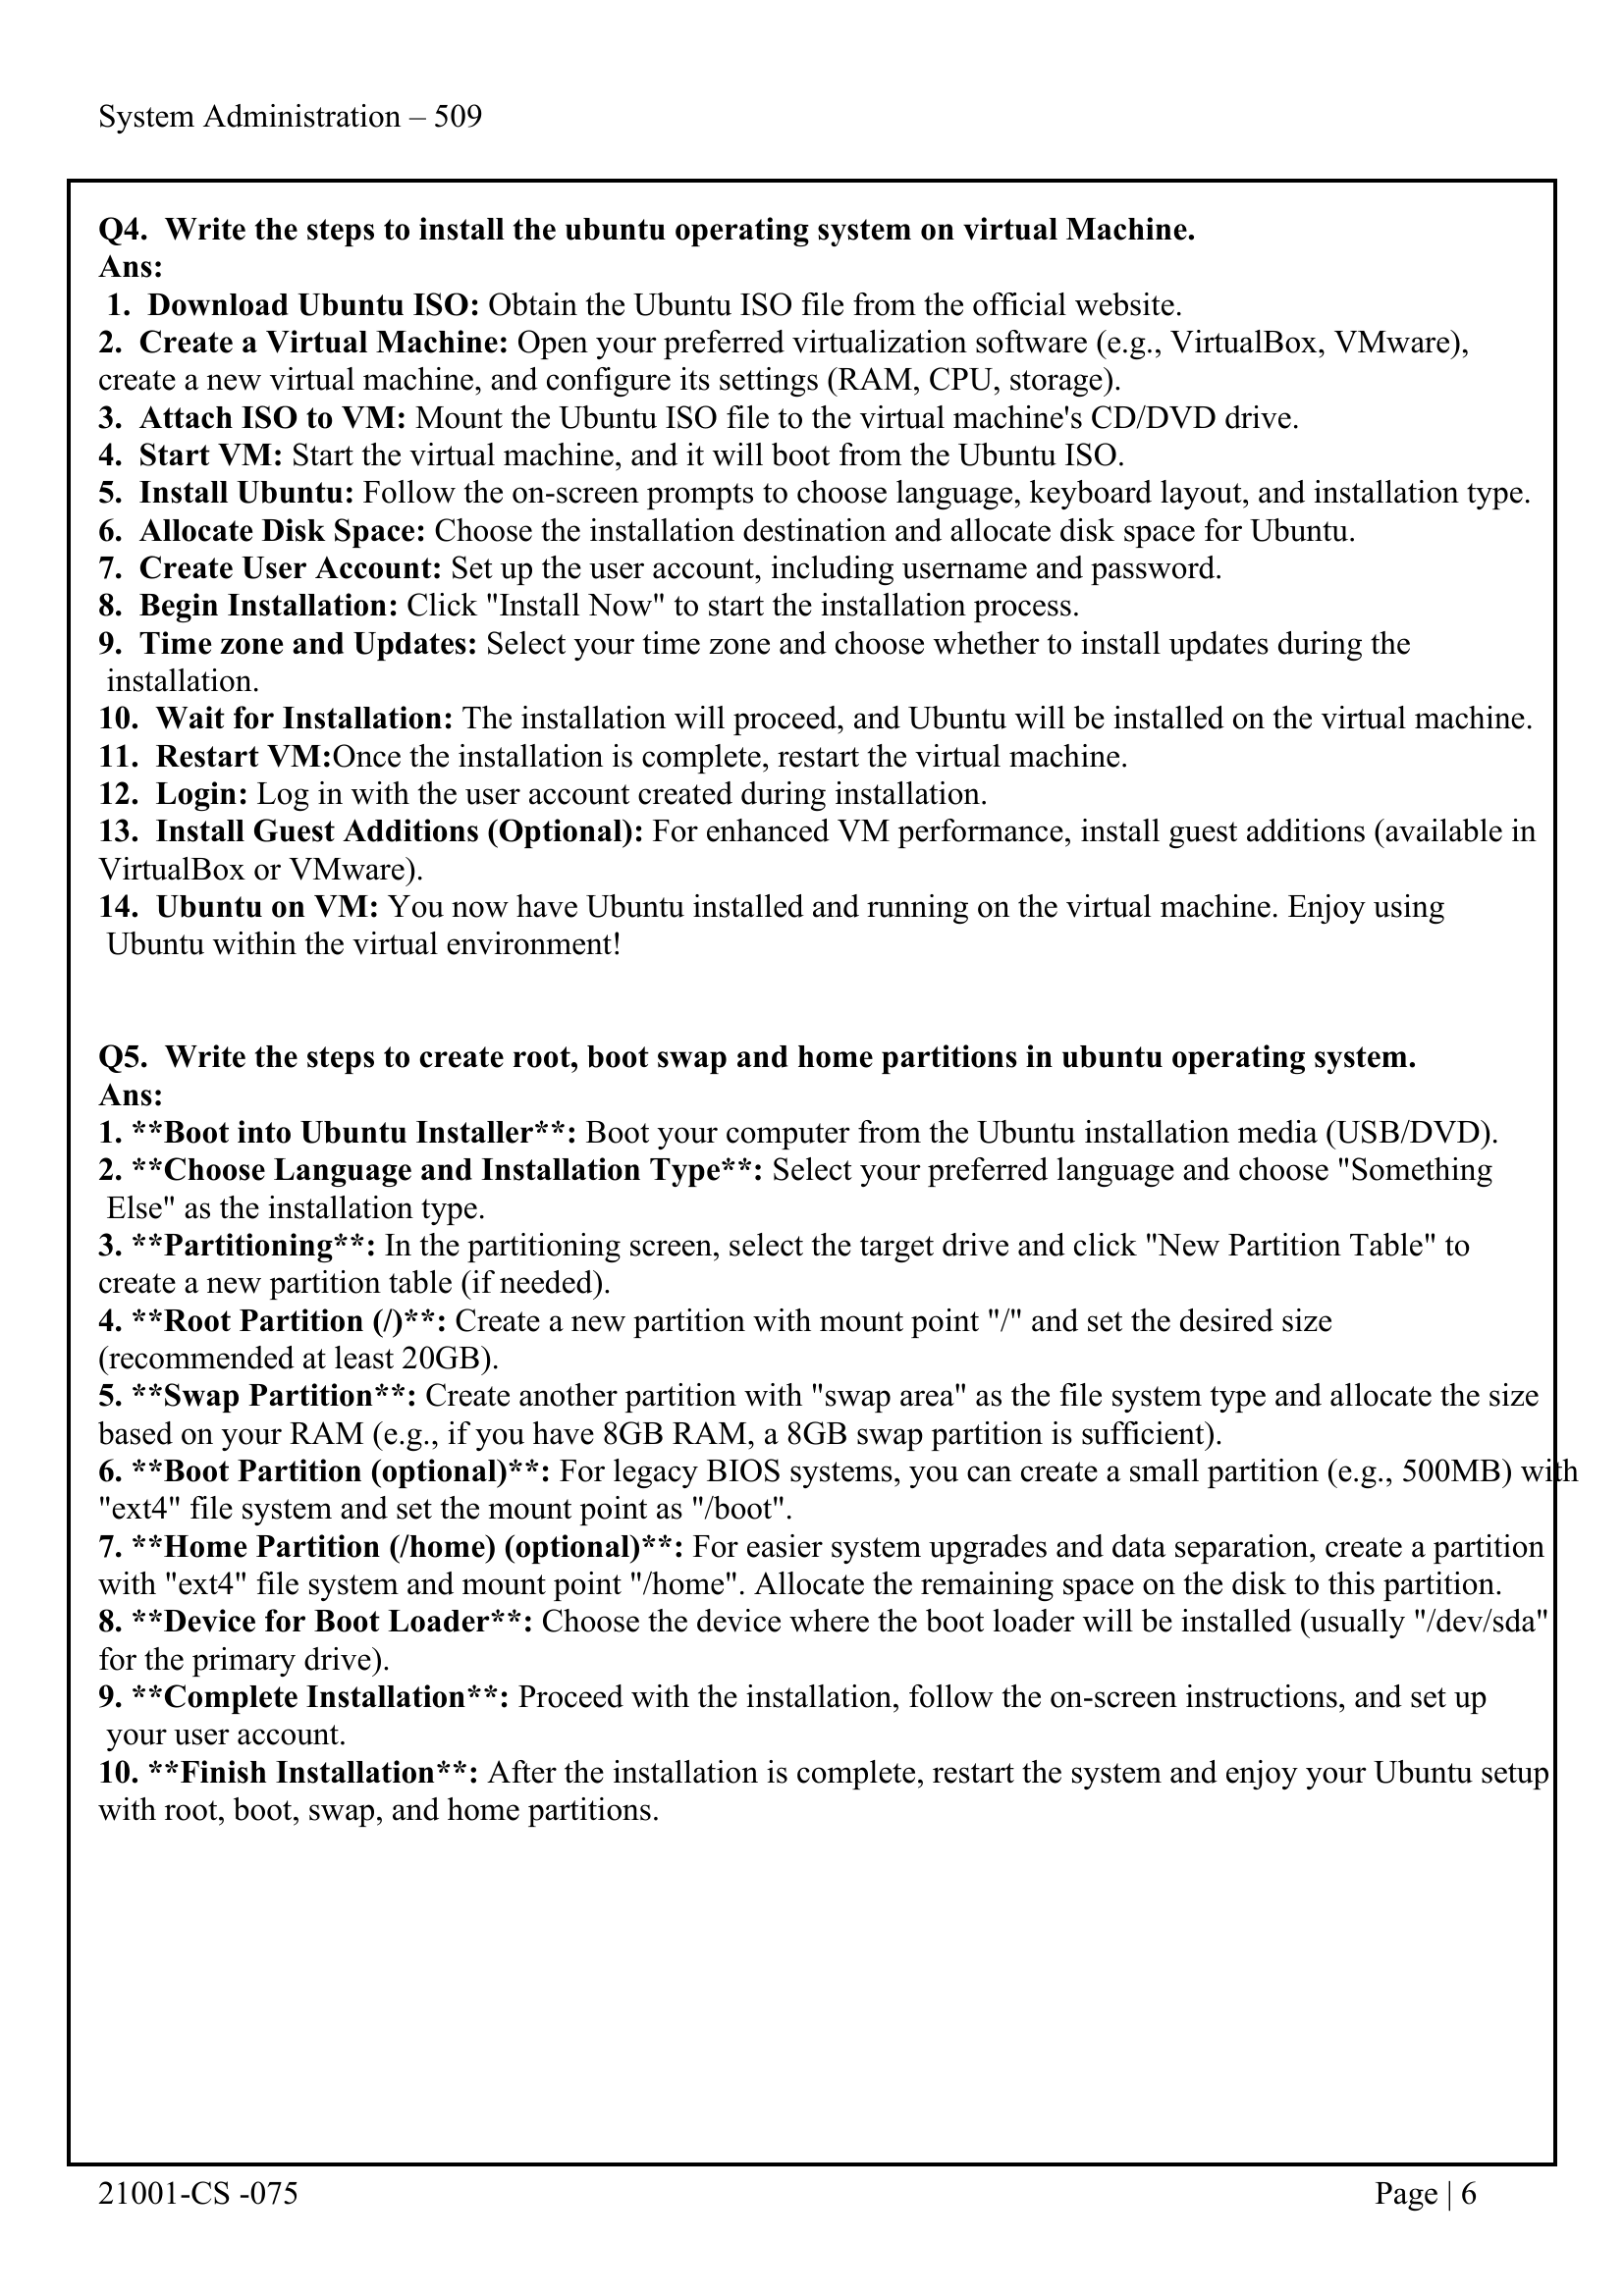 System Administration – 509
Q4.  Write the steps to install the ubuntu operating system on virtual Machine.
Ans:
1.  Download Ubuntu ISO: Obtain the Ubuntu ISO file from the official website.
2.  Create a Virtual Machine: Open your preferred virtualization software (e.g., VirtualBox, VMware),
create a new virtual machine, and configure its settings (RAM, CPU, storage).
3.  Attach ISO to VM: Mount the Ubuntu ISO file to the virtual machine's CD/DVD drive.
4.  Start VM: Start the virtual machine, and it will boot from the Ubuntu ISO.
5.  Install Ubuntu: Follow the on-screen prompts to choose language, keyboard layout, and installation type.
6.  Allocate Disk Space: Choose the installation destination and allocate disk space for Ubuntu.
7.  Create User Account: Set up the user account, including username and password.
8.  Begin Installation: Click "Install Now" to start the installation process.
9.  Time zone and Updates: Select your time zone and choose whether to install updates during the
installation.
10.  Wait for Installation: The installation will proceed, and Ubuntu will be installed on the virtual machine.
11.  Restart VM:Once the installation is complete, restart the virtual machine.
12.  Login: Log in with the user account created during installation.
13.  Install Guest Additions (Optional): For enhanced VM performance, install guest additions (available in
VirtualBox or VMware).
14.  Ubuntu on VM: You now have Ubuntu installed and running on the virtual machine. Enjoy using
Ubuntu within the virtual environment!
Q5.  Write the steps to create root, boot swap and home partitions in ubuntu operating system.
Ans:
1. **Boot into Ubuntu Installer**: Boot your computer from the Ubuntu installation media (USB/DVD).
2. **Choose Language and Installation Type**: Select your preferred language and choose "Something
Else" as the installation type.
3. **Partitioning**: In the partitioning screen, select the target drive and click "New Partition Table" to
create a new partition table (if needed).
4. **Root Partition (/)**: Create a new partition with mount point "/" and set the desired size
(recommended at least 20GB).
5. **Swap Partition**: Create another partition with "swap area" as the file system type and allocate the size
based on your RAM (e.g., if you have 8GB RAM, a 8GB swap partition is sufficient).
6. **Boot Partition (optional)**: For legacy BIOS systems, you can create a small partition (e.g., 500MB) with
"ext4" file system and set the mount point as "/boot".
7. **Home Partition (/home) (optional)**: For easier system upgrades and data separation, create a partition
with "ext4" file system and mount point "/home". Allocate the remaining space on the disk to this partition.
8. **Device for Boot Loader**: Choose the device where the boot loader will be installed (usually "/dev/sda"
for the primary drive).
9. **Complete Installation**: Proceed with the installation, follow the on-screen instructions, and set up
your user account.
10. **Finish Installation**: After the installation is complete, restart the system and enjoy your Ubuntu setup
with root, boot, swap, and home partitions.
21001-CS -075 Page | 6